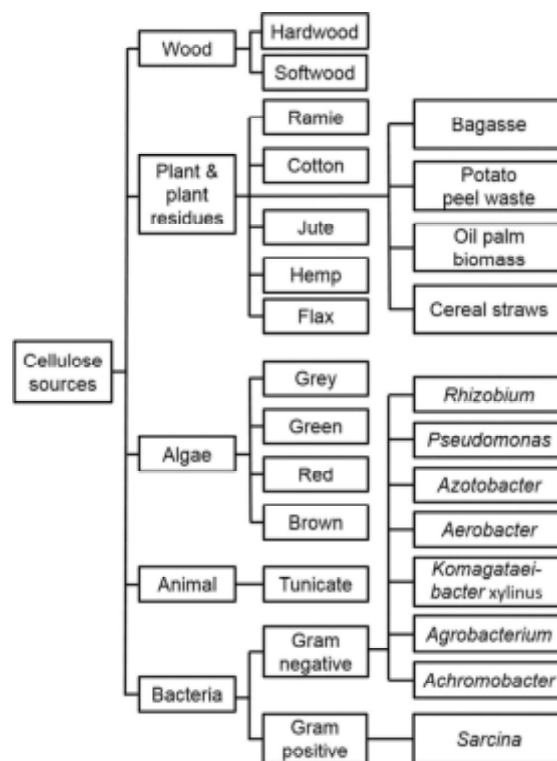 Cellulose
sources
Wood
Hardwood
Softwood
Plant &
plant
residues
Ramie
Cotton
Jute
Hemp
Flax
Bagasse
Potato
peel waste
Oil palm
biomass
Cereal straws
Algae
Grey
Green
Red
Brown
Animal
Tunicate
Bacteria
Gram
negative
Rhizobium
Pseudomonas
Azotobacter
Aerobacter
Komagataei-
bacter xylinus
Agrobacterium
Achromobacter
Gram
positive
Sarcina